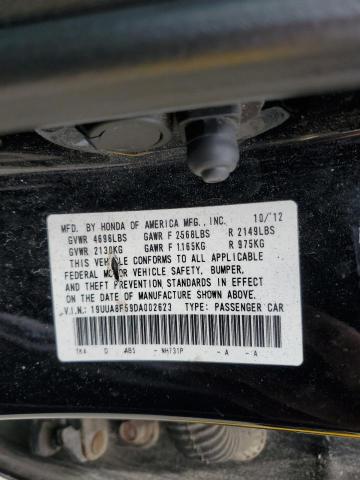 MFD. BY HONDA OF AMERICA MFG., INC. 10/12
GVWR 4696LBS GAWR F 2568LBS R 2149LBS
GVWR 2130KG GAWR F 1165KG R 975KG
THIS VEHICLE CONFORMS TO ALL APPLICABLE
FEDERAL MOTOR VEHICLE SAFETY, BUMPER,
AND THEFT PREVENTION STANDARDS IN EFFECT
ON THE DATE OF MANUFACTURE SHOWN ABOVE.
V.I.N.: 19UUA8F59DA002623 TYPE: PASSENGER CAR
TK4 D AB5 - NH731P - A - A